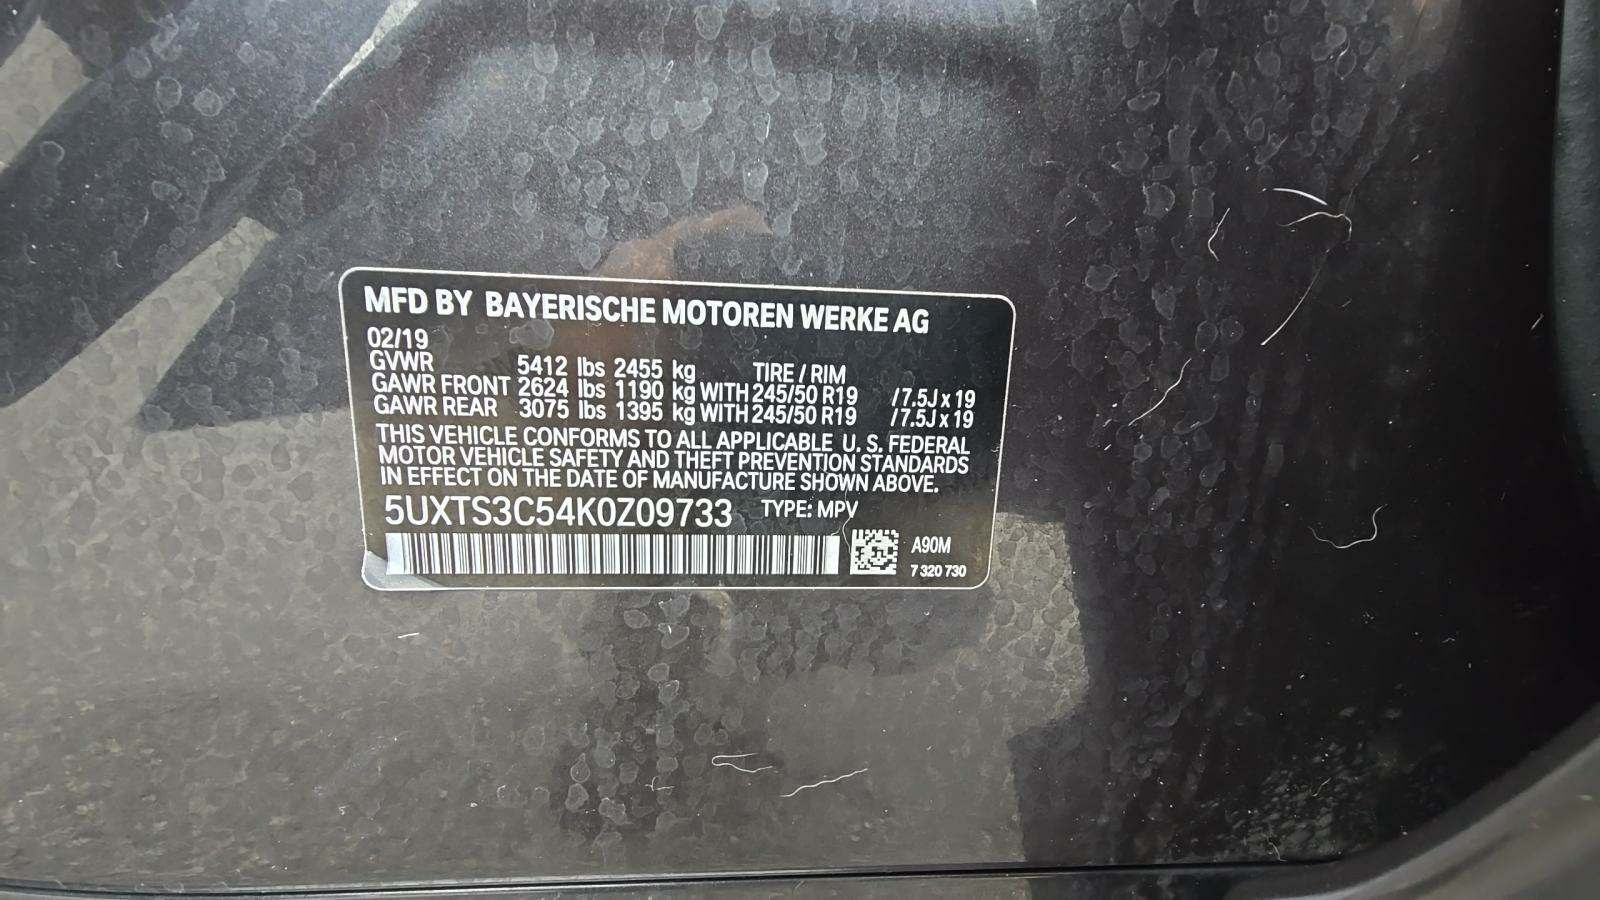 MFD BY BAYERISCHE MOTOREN WERKE AG
02/19
GVWR 5412 lbs 2455 kg TIRE / RIM
GAWR FRONT 2624 lbs 1190 kg WITH 245/50 R19 / 7.5J x 19
GAWR REAR 3075 lbs 1395 kg WITH 245/50 R19 / 7.5J x 19
THIS VEHICLE CONFORMS TO ALL APPLICABLE U. S. FEDERAL
MOTOR VEHICLE SAFETY AND THEFT PREVENTION STANDARDS
IN EFFECT ON THE DATE OF MANUFACTURE SHOWN ABOVE.
5UXTS3C54K0Z09733 TYPE: MPV
A90M
7 320 730